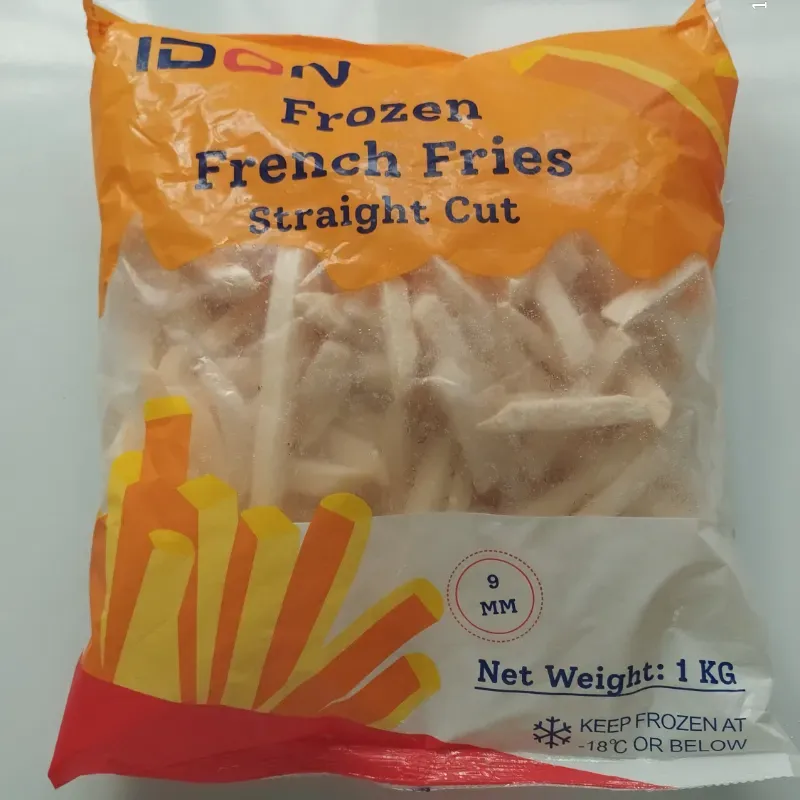 IDON
Frozen
French Fries
Straight Cut
9
MM
Net Weight: 1 KG
KEEP FROZEN AT
-18°C OR BELOW